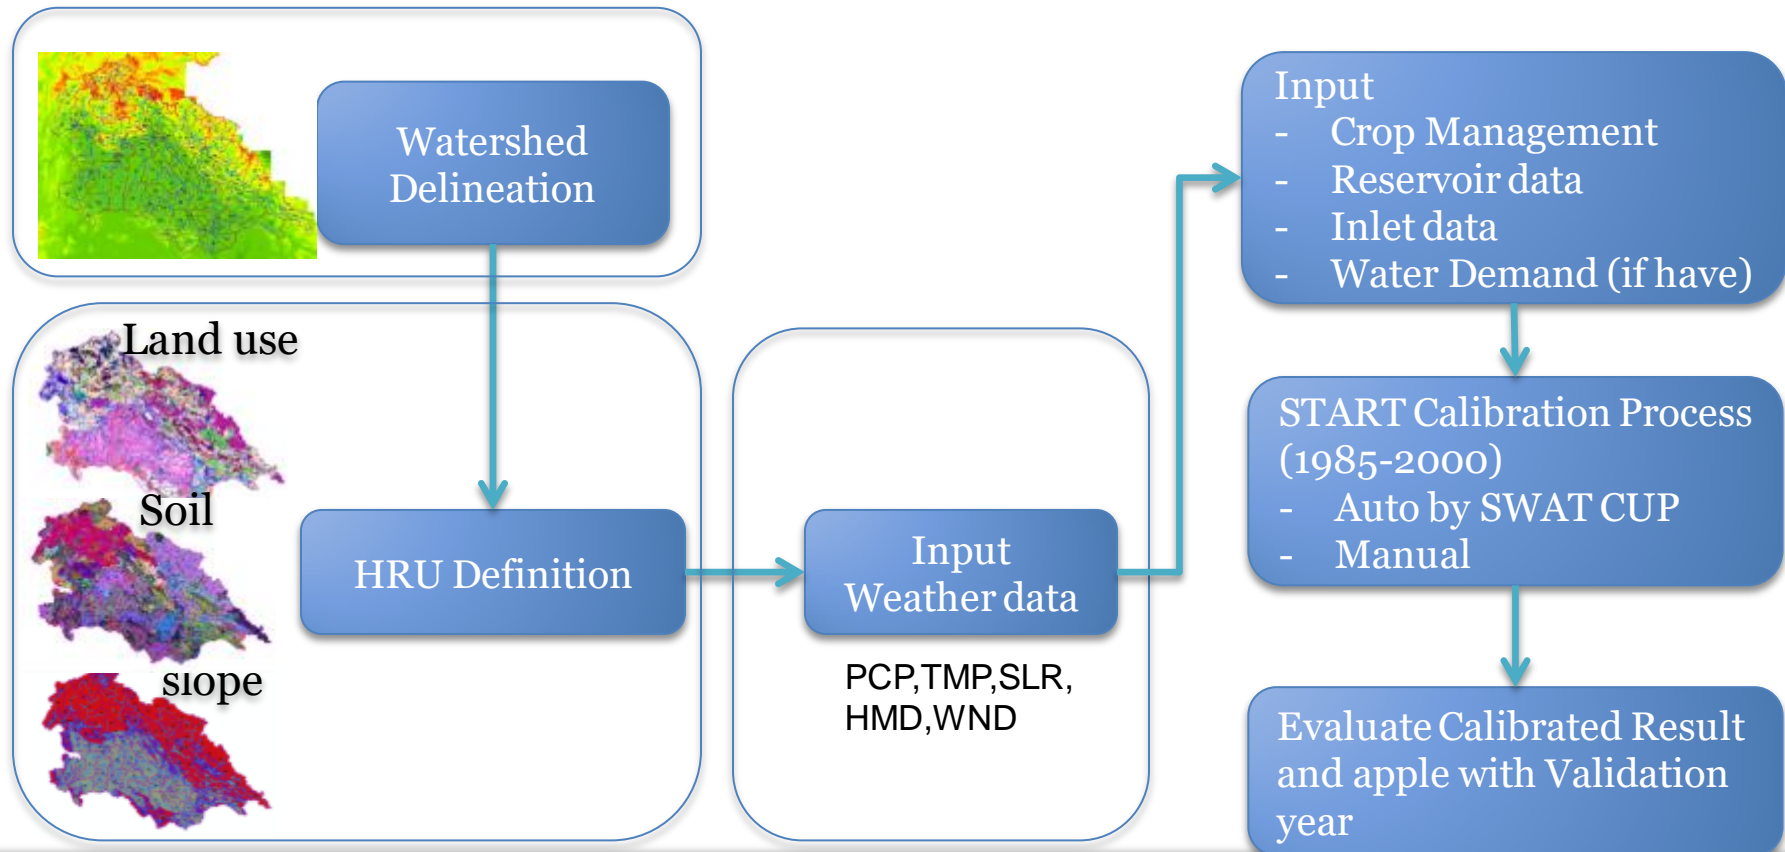 Watershed
Delineation
Land use
Soil
slope
HRU Definition
Input
Weather data
PCP,TMP,SLR,
HMD,WND
Input
- Crop Management
- Reservoir data
- Inlet data
- Water Demand (if have)
START Calibration Process
(1985-2000)
- Auto by SWAT CUP
- Manual
Evaluate Calibrated Result
and apple with Validation
year